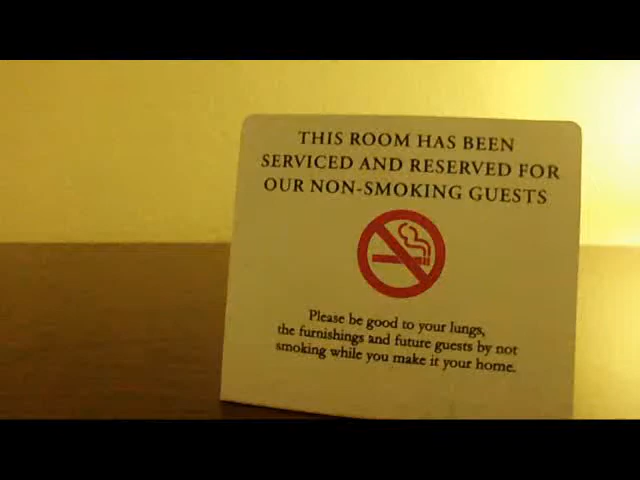 THIS ROOM HAS BEEN
SERVICED AND RESERVED FOR
OUR NON-SMOKING GUESTS
Please be good to your lungs,
the furnishings and future guests by not
smoking while you make it your home.